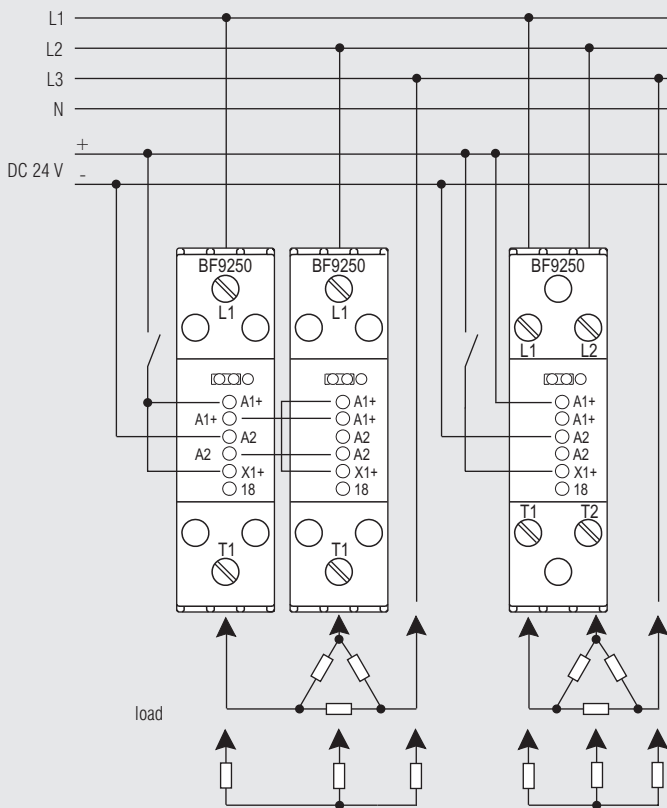 L1
L2
L3
N
+
DC 24 V
-
BF9250 BF9250 BF9250
L1 L1
L1 L2
A1+ A1+ A1+
A1+ A1+ A1+
A2 A2 A2
A2 A2 A2
X1+ X1+ X1+
18 18 18
T1 T2
T1 T1
load